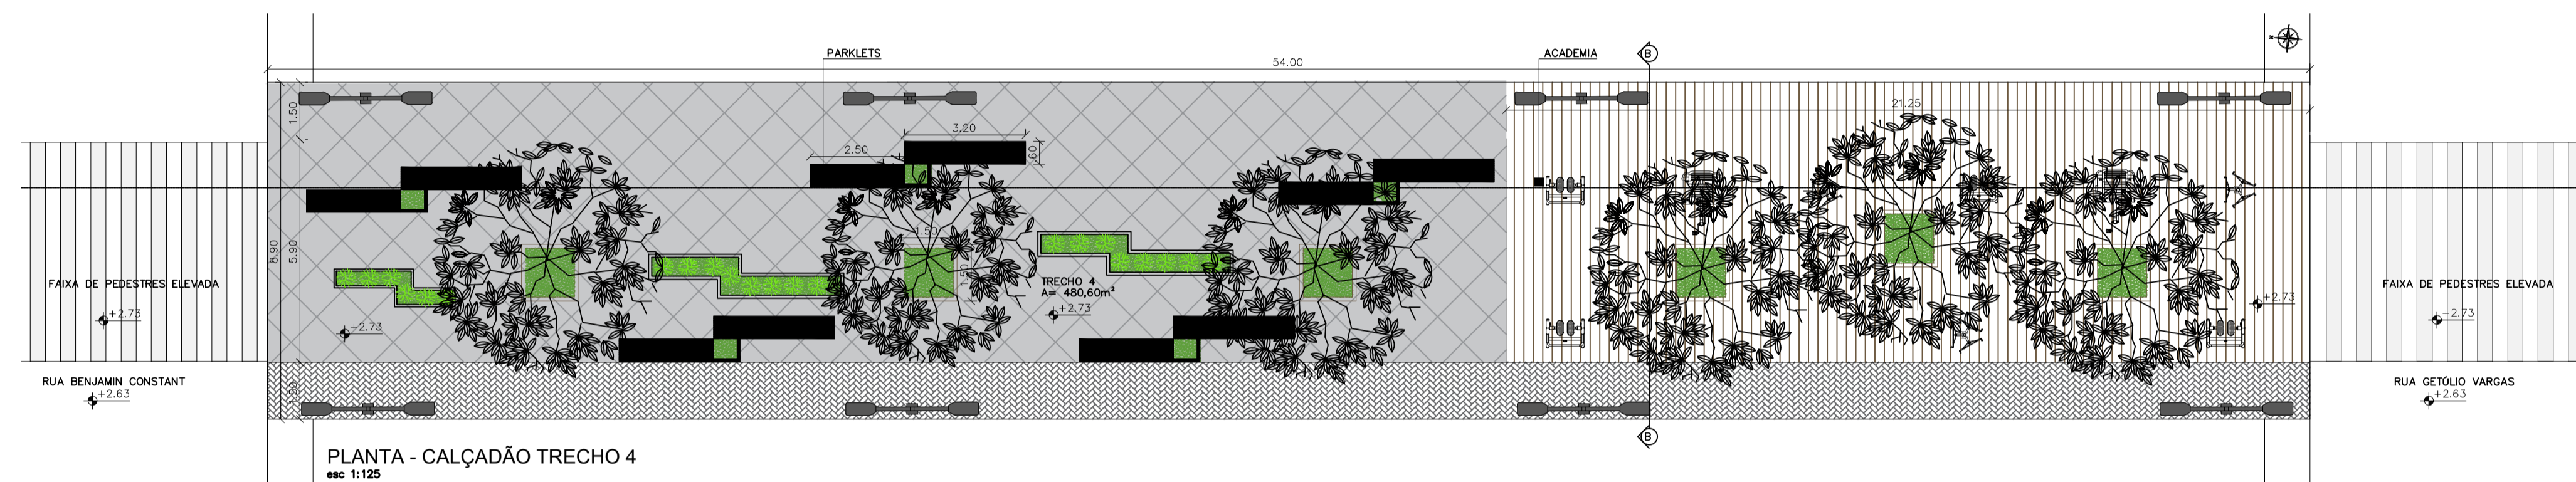 PARKLETS
ACADEMIA
B
54.00
1.50
21.25
3.20
2.50
.60
8.90
5.90
1.50
1.50
FAIXA DE PEDESTRES ELEVADA
+2.73
+2.73
TRECHO 4
A= 480,60m²
+2.73
+2.73
FAIXA DE PEDESTRES ELEVADA
+2.73
RUA BENJAMIN CONSTANT
+2.63
1.50
RUA GETÚLIO VARGAS
+2.63
B
PLANTA - CALÇADÃO TRECHO 4
esc 1:125